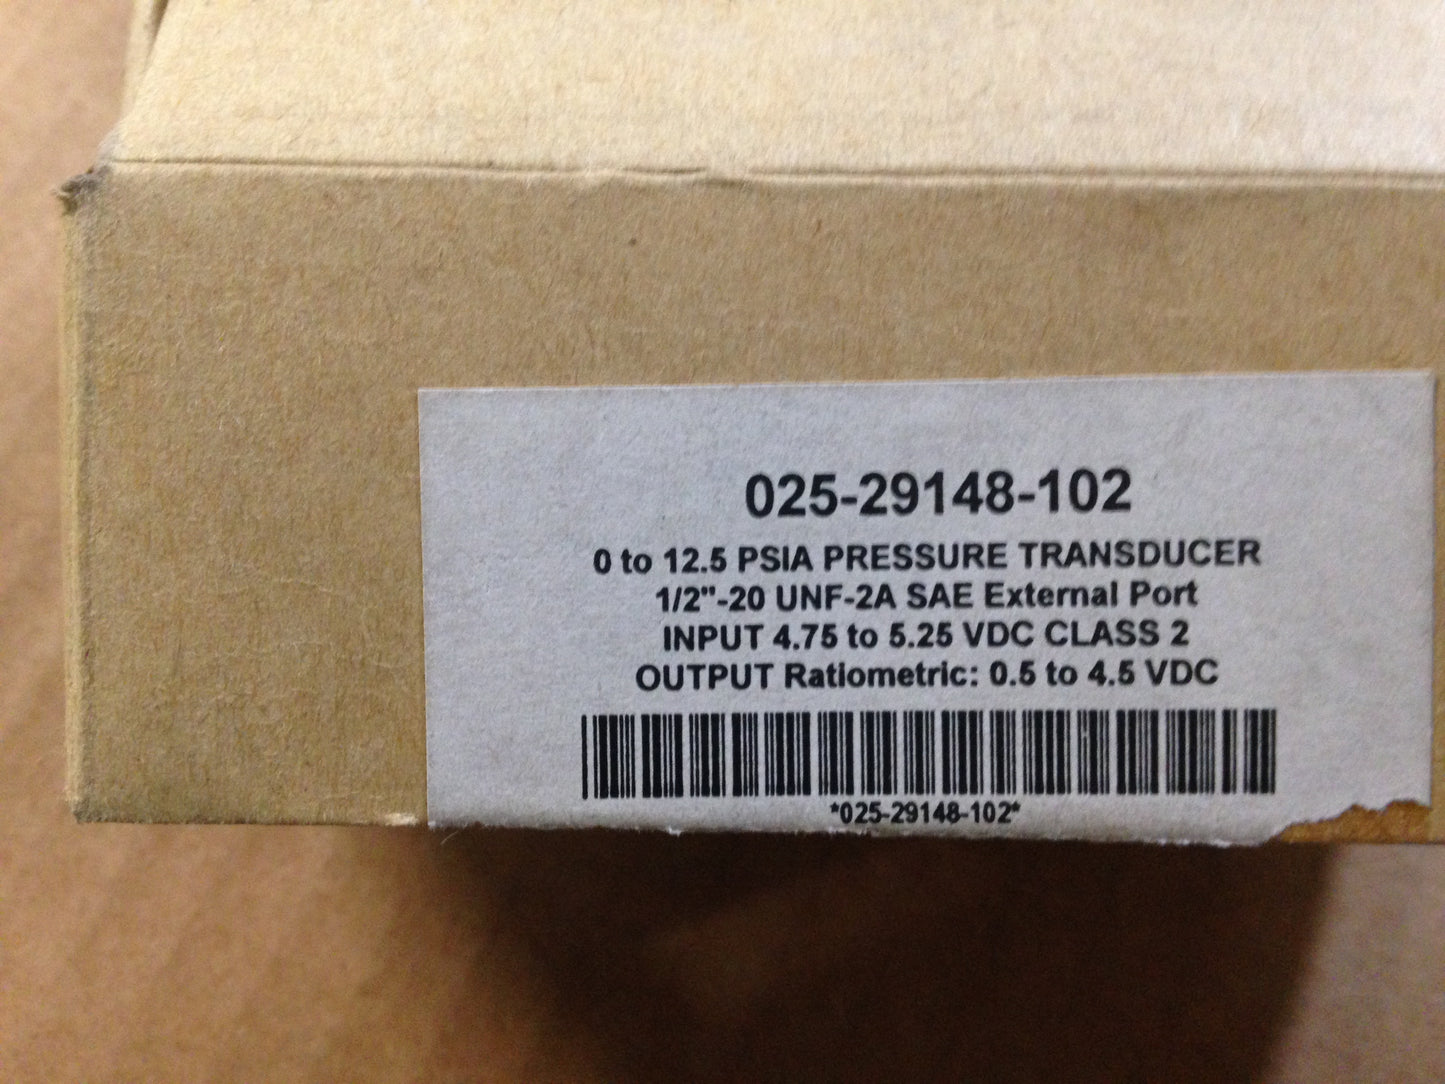 025-29148-102
0 to 12.5 PSIA PRESSURE TRANSDUCER
1/2"-20 UNF-2A SAE External Port
INPUT 4.75 to 5.25 VDC CLASS 2
OUTPUT Ratiometric: 0.5 to 4.5 VDC
*025-29148-102*